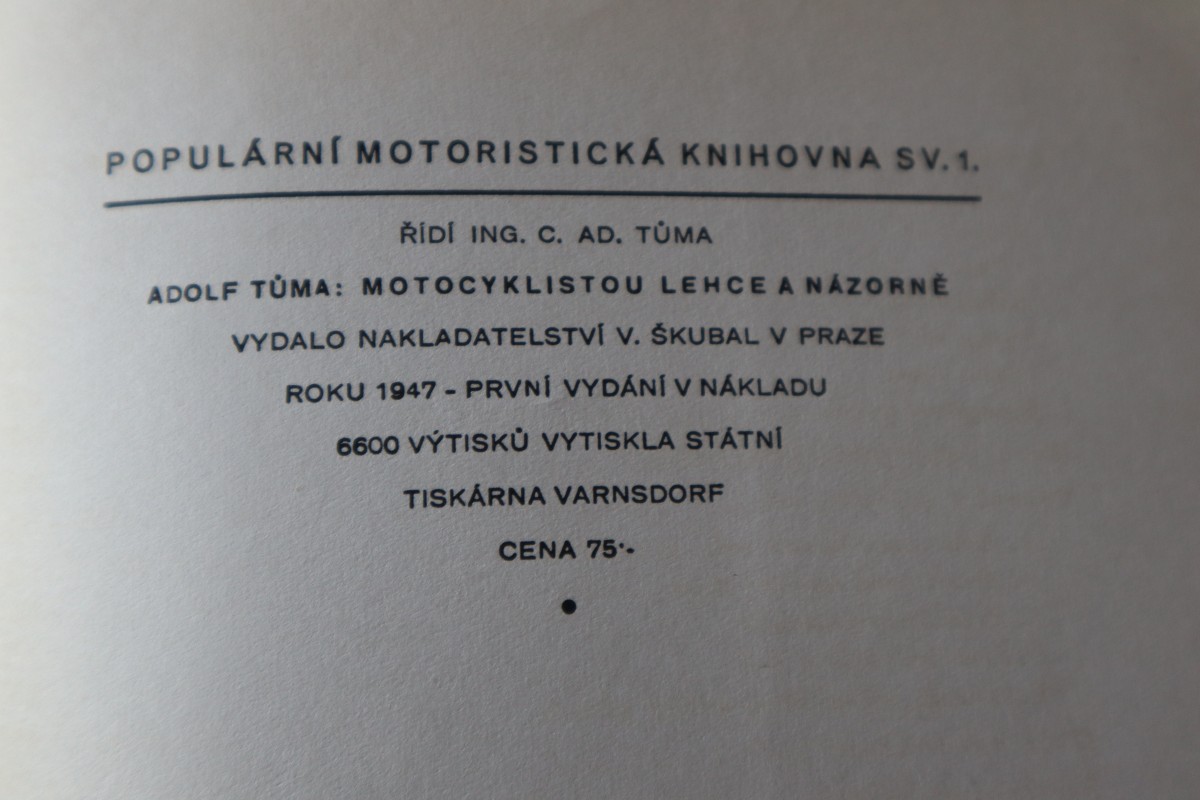 POPULÁRNÍ MOTORISTICKÁ KNIHOVNA SV. 1.
ŘÍDÍ ING. C. AD. TŮMA
ADOLF TŮMA: MOTOCYKLISTOU LEHCE A NÁZORNĚ
VYDALO NAKLADATELSTVÍ V. ŠKUBAL V PRAZE
ROKU 1947 - PRVNÍ VYDÁNÍ V NÁKLADU
6600 VÝTISKŮ VYTISKLA STÁTNÍ
TISKÁRNA VARNSDORF
CENA 75·-